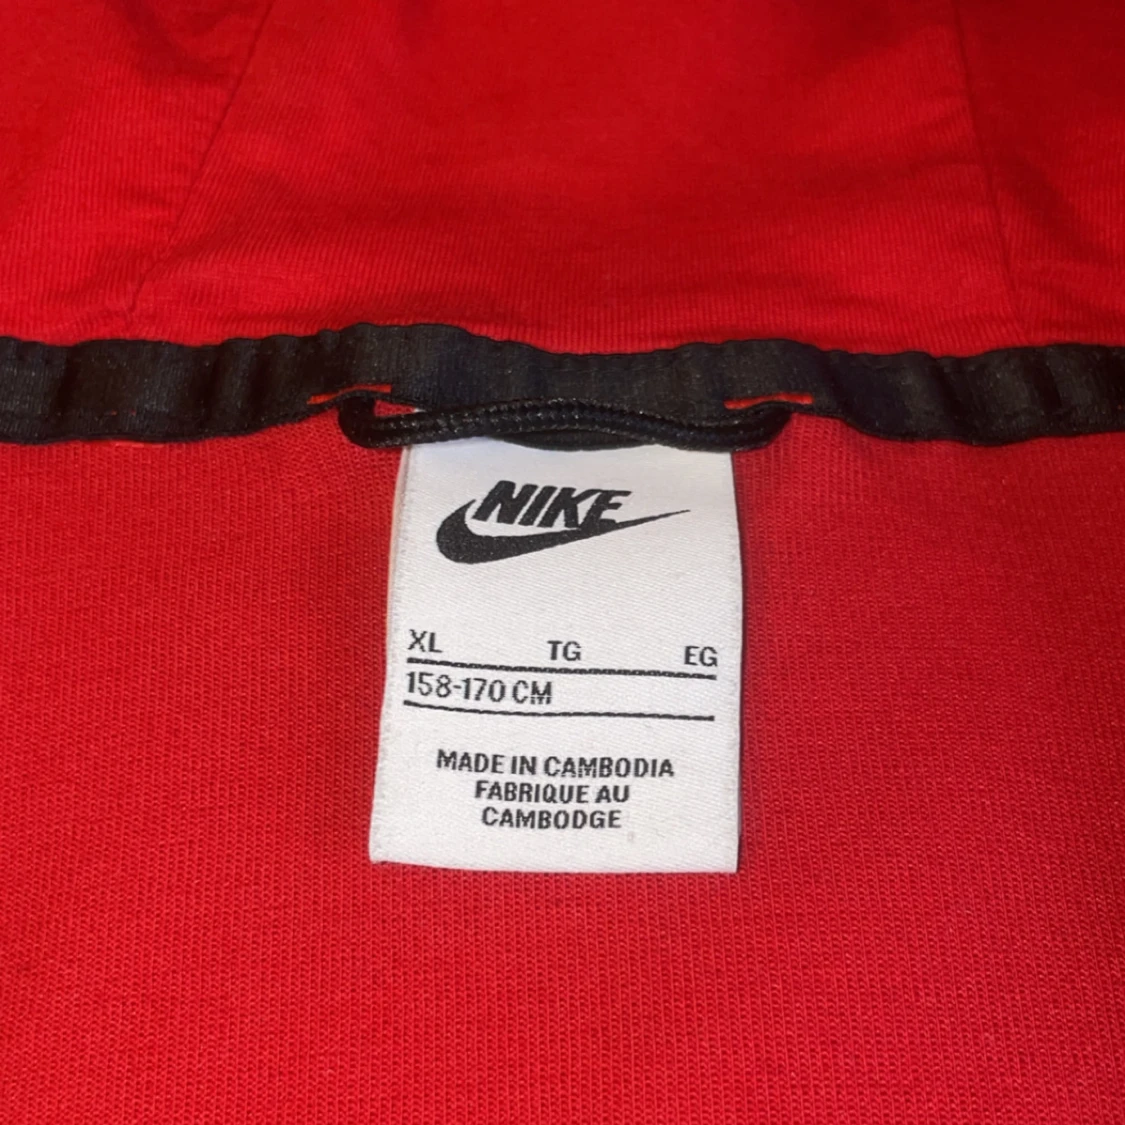 NIKE
XL TG EG
158-170 CM
MADE IN CAMBODIA
FABRIQUE AU
CAMBODGE